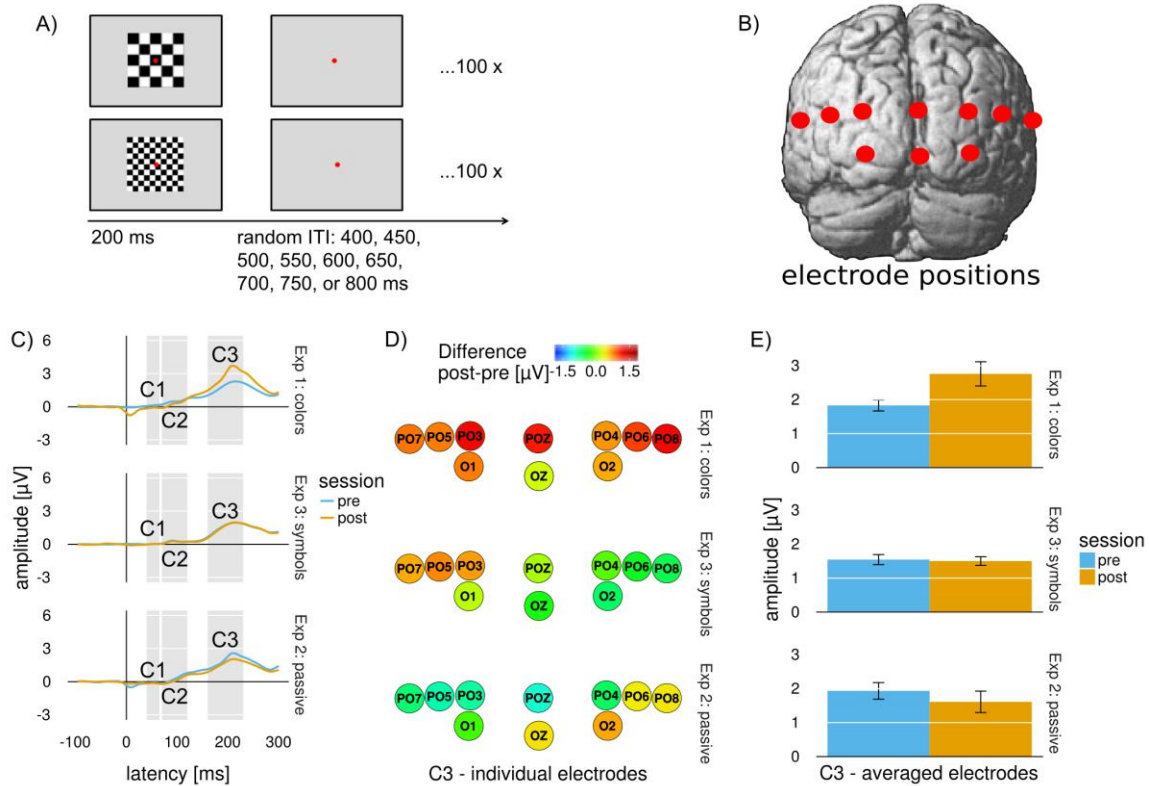 A)
...100 x
...100 x
200 ms
random ITI: 400, 450,
500, 550, 600, 650,
700, 750, or 800 ms
B)
electrode positions
C)
6
3
0
-3
C1
C2
C3
Exp 1: colors
6
3
0
-3
C1
C2
C3
Exp 3: symbols
6
3
0
-3
C1
C2
C3
Exp 2: passive
amplitude [µV]
-100 0 100 200 300
latency [ms]
session
pre
post
D)
Difference
post-pre [µV]
-1.5 0.0 1.5
PO7 PO5 PO3 POZ PO4 PO6 PO8
O1 OZ O2
Exp 1: colors
PO7 PO5 PO3 POZ PO4 PO6 PO8
O1 OZ O2
Exp 3: symbols
PO7 PO5 PO3 POZ PO4 PO6 PO8
O1 OZ O2
Exp 2: passive
C3 - individual electrodes
E)
3
2
1
0
Exp 1: colors
3
2
1
0
Exp 3: symbols
3
2
1
0
Exp 2: passive
amplitude [µV]
C3 - averaged electrodes
session
pre
post